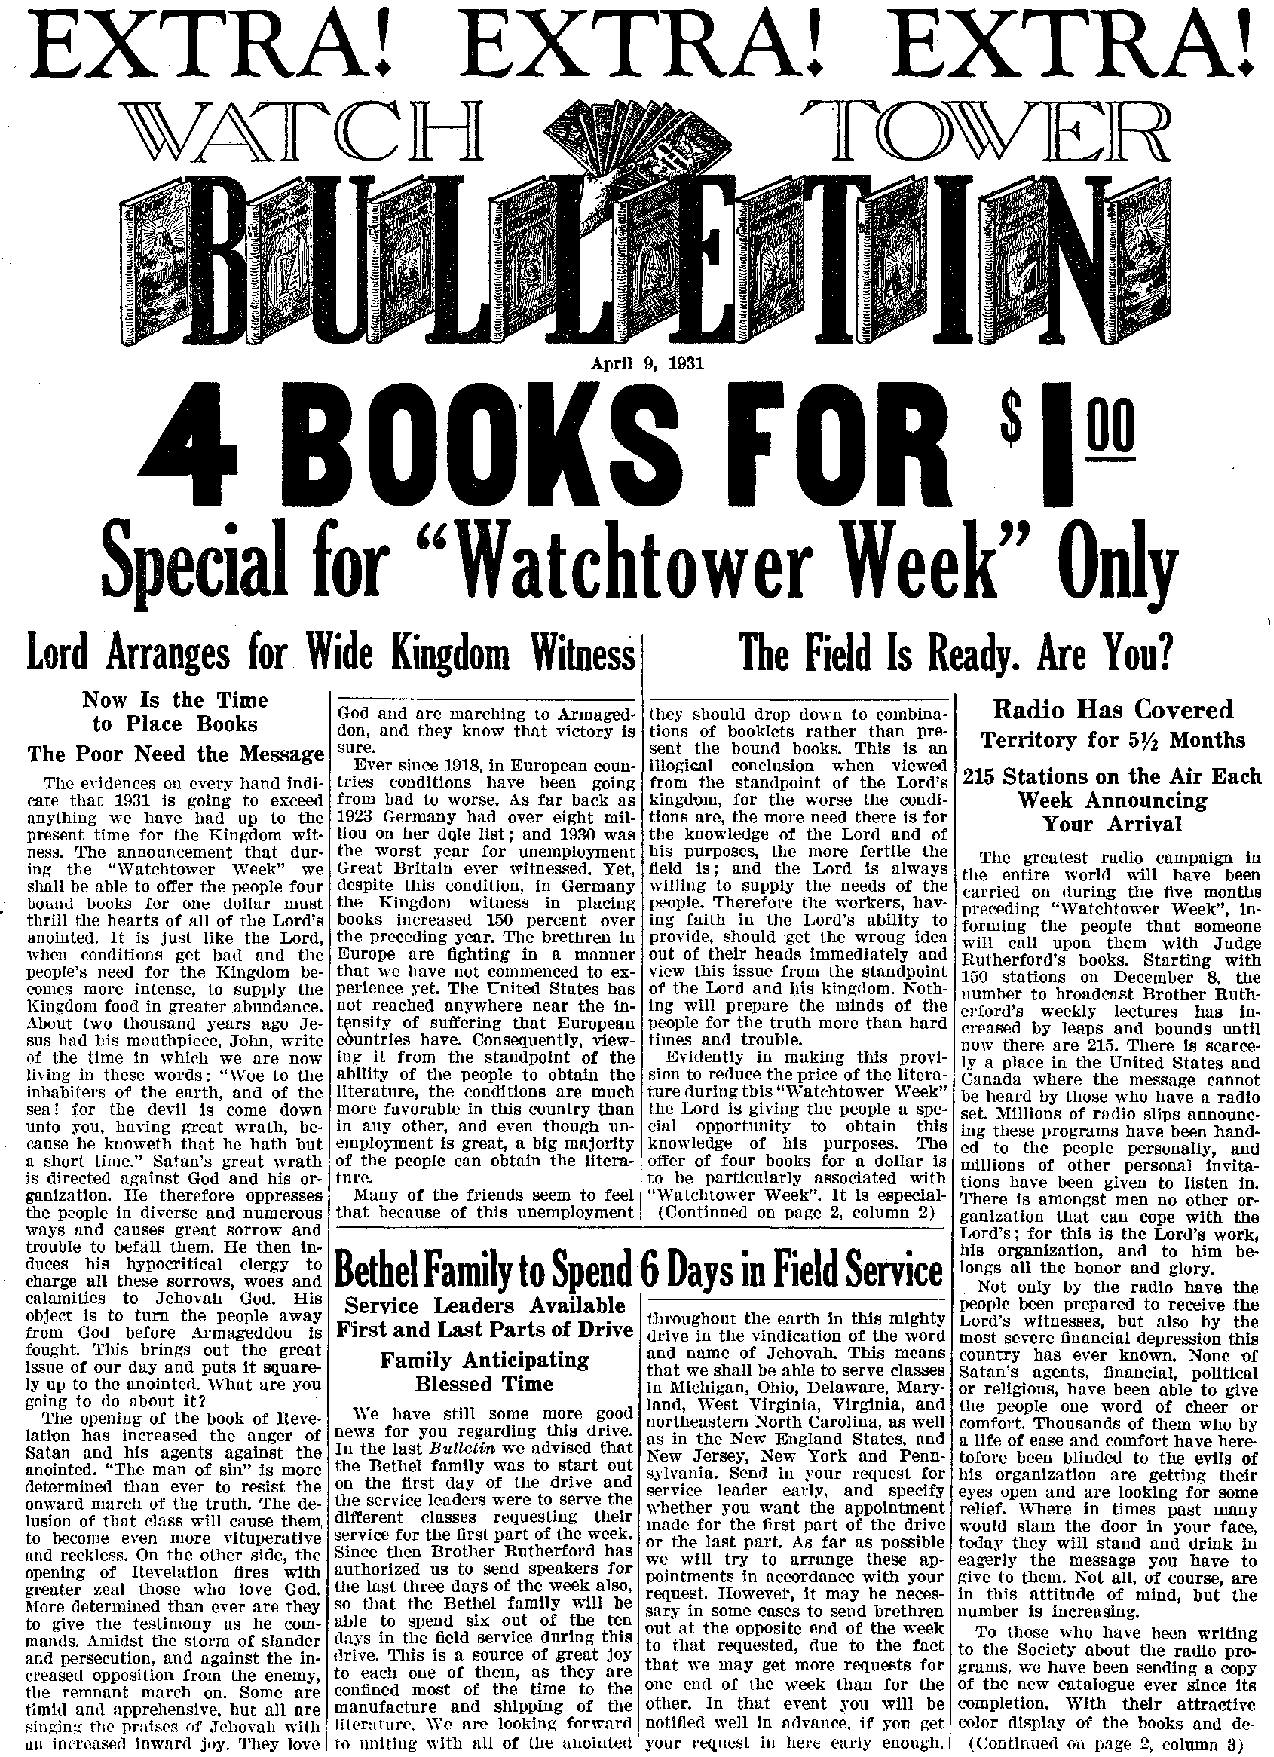 EXTRA! EXTRA! EXTRA!
WATCH TOWER
BULLETIN
April 9, 1931
4 BOOKS FOR $1 00
Special for "Watchtower Week" Only
Lord Arranges for Wide Kingdom Witness
Now Is the Time
to Place Books
The Poor Need the Message
The evidences on every hand indi-
cate that 1931 is going to exceed
anything we have had up to the
present time for the Kingdom wit-
ness. The announcement that dur-
ing the "Watchtower Week" we
shall be able to offer the people four
bound books for one dollar must
thrill the hearts of all of the Lord's
anointed. It is just like the Lord,
when conditions get bad and the
people's need for the Kingdom be-
comes more intense, to supply the
Kingdom food in greater abundance.
About two thousand years ago Je-
sus had his mouthpiece, John, write
of the time in which we are now
living in these words: "Woe to the
inhabiters of the earth, and of the
sea! for the devil is come down
unto you, having great wrath, be-
cause he knoweth that he hath but
a short time." Satan's great wrath
is directed against God and his or-
ganization. He therefore oppresses
the people in diverse and numerous
ways and causes great sorrow and
trouble to befall them. He then in-
duces his hypocritical clergy to
charge all these sorrows, woes and
calamities to Jehovah God. His
object is to turn the people away
from God before Armageddon is
fought. This brings out the great
issue of our day and puts it square-
ly up to the anointed. What are you
going to do about it?
The opening of the book of Reve-
lation has increased the anger of
Satan and his agents against the
anointed. "The man of sin" is more
determined than ever to resist the
onward march of the truth. The de-
lusion of that class will cause them
to become even more vituperative
and reckless. On the other side, the
opening of Revelation fires with
greater zeal those who love God.
More determined than ever are they
to give the testimony as he com-
mands. Amidst the storm of slander
and persecution, and against the in-
creased opposition from the enemy,
the remnant march on. Some are
timid and apprehensive, but all are
singing the praises of Jehovah with
an increased inward joy. They love
God and are marching to Armaged-
don, and they know that victory is
sure.
Ever since 1918, in European coun-
tries conditions have been going
from bad to worse. As far back as
1923 Germany had over eight mil-
lion on her dole list; and 1930 was
the worst year for unemployment
Great Britain ever witnessed. Yet,
despite this condition, in Germany
the Kingdom witness in placing
books increased 150 percent over
the preceding year. The brethren in
Europe are fighting in a manner
that we have not commenced to ex-
perience yet. The United States has
not reached anywhere near the in-
tensity of suffering that European
countries have. Consequently, view-
ing it from the standpoint of the
ability of the people to obtain the
literature, the conditions are much
more favorable in this country than
in any other, and even though un-
employment is great, a big majority
of the people can obtain the litera-
ture.
Many of the friends seem to feel
that because of this unemployment
The Field Is Ready. Are You?
they should drop down to combina-
tions of booklets rather than pre-
sent the bound books. This is an
illogical conclusion when viewed
from the standpoint of the Lord's
kingdom, for the worse the condi-
tions are, the more need there is for
the knowledge of the Lord and of
his purposes, the more fertile the
field is; and the Lord is always
willing to supply the needs of the
people. Therefore the workers, hav-
ing faith in the Lord's ability to
provide, should get the wrong idea
out of their heads immediately and
view this issue from the standpoint
of the Lord and his kingdom. Noth-
ing will prepare the minds of the
people for the truth more than hard
times and trouble.
Evidently in making this provi-
sion to reduce the price of the litera-
ture during this "Watchtower Week"
the Lord is giving the people a spe-
cial opportunity to obtain this
knowledge of his purposes. The
offer of four books for a dollar is
to be particularly associated with
"Watchtower Week". It is especial-
(Continued on page 2, column 2)
Bethel Family to Spend 6 Days in Field Service
Service Leaders Available
First and Last Parts of Drive
Family Anticipating
Blessed Time
We have still some more good
news for you regarding this drive.
In the last Bulletin we advised that
the Bethel family was to start out
on the first day of the drive and
the service leaders were to serve the
different classes requesting their
service for the first part of the week.
Since then Brother Rutherford has
authorized us to send speakers for
the last three days of the week also,
so that the Bethel family will be
able to spend six out of the ten
days in the field service during this
drive. This is a source of great joy
to each one of them, as they are
confined most of the time to the
manufacture and shipping of the
literature. We are looking forward
to uniting with all of the anointed
throughout the earth in this mighty
drive in the vindication of the word
and name of Jehovah. This means
that we shall be able to serve classes
in Michigan, Ohio, Delaware, Mary-
land, West Virginia, Virginia, and
northeastern North Carolina, as well
as in the New England States, and
New Jersey, New York and Penn-
sylvania. Send in your request for
service leader early, and specify
whether you want the appointment
made for the first part of the drive
or the last part. As far as possible
we will try to arrange these ap-
pointments in accordance with your
request. However, it may be neces-
sary in some cases to send brethren
out at the opposite end of the week
to that requested, due to the fact
that we may get more requests for
one end of the week than for the
other. In that event you will be
notified well in advance, if you get
your request in here early enough.
Radio Has Covered
Territory for 5½ Months
215 Stations on the Air Each
Week Announcing
Your Arrival
The greatest radio campaign in
the entire world will have been
carried on during the five months
preceding "Watchtower Week", in-
forming the people that someone
will call upon them with Judge
Rutherford's books. Starting with
150 stations on December 8, the
number to broadcast Brother Ruth-
erford's weekly lectures has in-
creased by leaps and bounds until
now there are 215. There is scarce-
ly a place in the United States and
Canada where the message cannot
be heard by those who have a radio
set. Millions of radio slips announc-
ing these programs have been hand-
ed to the people personally, and
millions of other personal invita-
tions have been given to listen in.
There is amongst men no other or-
ganization that can cope with the
Lord's; for this is the Lord's work,
his organization, and to him be-
longs all the honor and glory.
Not only by the radio have the
people been prepared to receive the
Lord's witnesses, but also by the
most severe financial depression this
country has ever known. None of
Satan's agents, financial, political
or religious, have been able to give
the people one word of cheer or
comfort. Thousands of them who by
a life of ease and comfort have here-
tofore been blinded to the evils of
his organization are getting their
eyes open and are looking for some
relief. Where in times past many
would slam the door in your face,
today they will stand and drink in
eagerly the message you have to
give to them. Not all, of course, are
in this attitude of mind, but the
number is increasing.
To those who have been writing
to the Society about the radio pro-
grams, we have been sending a copy
of the new catalogue ever since its
completion. With their attractive
color display of the books and de-
(Continued on page 2, column 3)